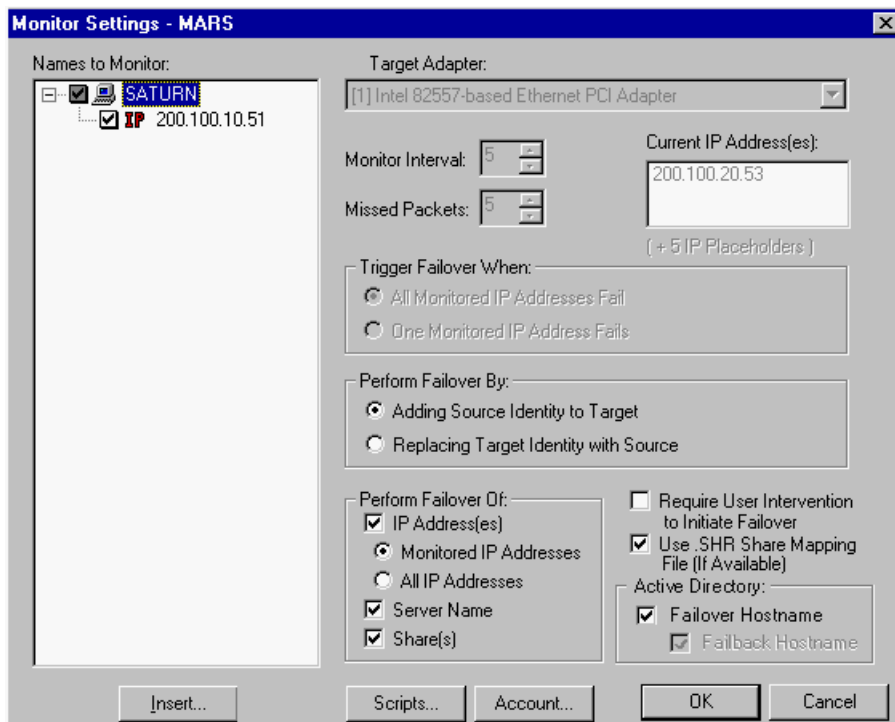 Monitor Settings - MARS
Names to Monitor:
SATURN
IP 200.100.10.51
Target Adapter:
[1] Intel 82557-based Ethernet PCI Adapter
Monitor Interval: 5
Missed Packets: 5
Current IP Address(es):
200.100.20.53
( + 5 IP Placeholders )
Trigger Failover When:
All Monitored IP Addresses Fail
One Monitored IP Address Fails
Perform Failover By:
Adding Source Identity to Target
Replacing Target Identity with Source
Perform Failover Of:
IP Address(es)
Monitored IP Addresses
All IP Addresses
Server Name
Share(s)
Require User Intervention
to Initiate Failover
Use .SHR Share Mapping
File (If Available)
Active Directory:
Failover Hostname
Failback Hostname
Insert...
Scripts...
Account...
OK
Cancel